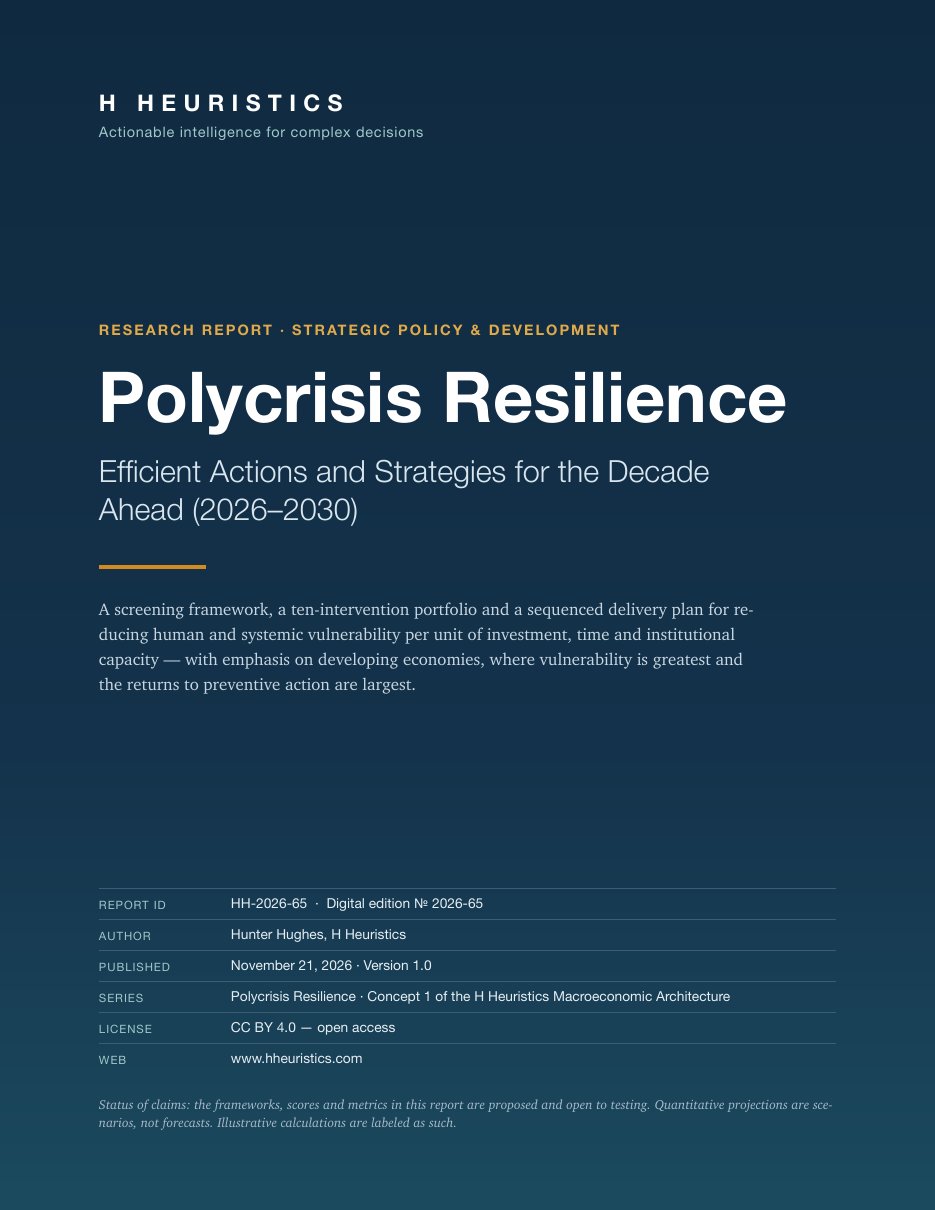 H HEURISTICS
Actionable intelligence for complex decisions
RESEARCH REPORT · STRATEGIC POLICY & DEVELOPMENT
Polycrisis Resilience
Efficient Actions and Strategies for the Decade
Ahead (2026–2030)
A screening framework, a ten-intervention portfolio and a sequenced delivery plan for re-
ducing human and systemic vulnerability per unit of investment, time and institutional
capacity — with emphasis on developing economies, where vulnerability is greatest and
the returns to preventive action are largest.
REPORT ID HH-2026-65 · Digital edition № 2026-65
AUTHOR Hunter Hughes, H Heuristics
PUBLISHED November 21, 2026 · Version 1.0
SERIES Polycrisis Resilience · Concept 1 of the H Heuristics Macroeconomic Architecture
LICENSE CC BY 4.0 — open access
WEB www.hheuristics.com
Status of claims: the frameworks, scores and metrics in this report are proposed and open to testing. Quantitative projections are sce-
narios, not forecasts. Illustrative calculations are labeled as such.